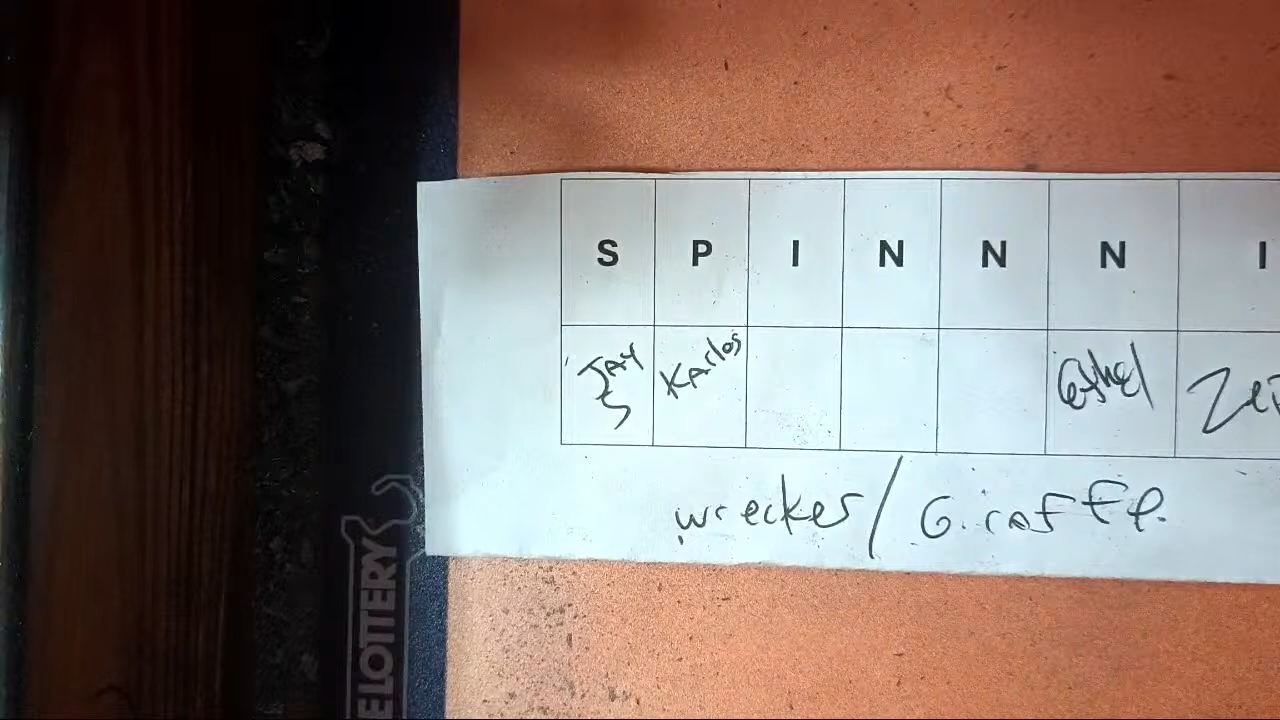 S P I N N N I
JAY S Karlos Ethel
wrecker / Giraffe.
E LOTTERY